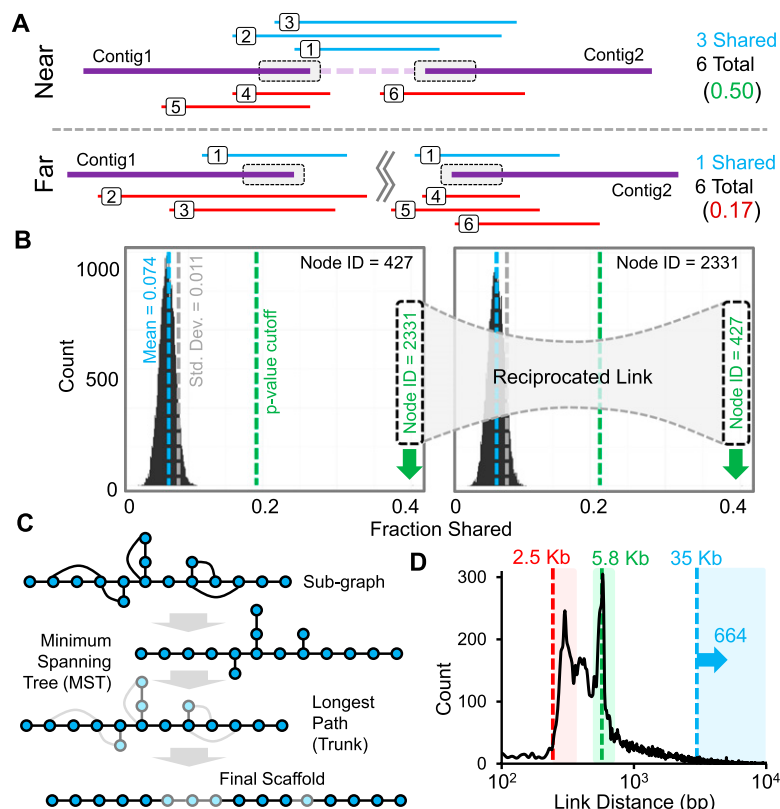 A
Near
3
2
1
Contig1
Contig2
4
6
5
3 Shared
6 Total
(0.50)
Far
1
1
Contig1
Contig2
2
3
4
5
6
1 Shared
6 Total
(0.17)
B
Count
1000
500
0
Mean = 0.074
Std. Dev. = 0.011
p-value cutoff
Node ID = 427
Node ID = 2331
Node ID = 2331
Reciprocated Link
Node ID = 427
0
0.2
0.4
0
0.2
0.4
Fraction Shared
C
Sub-graph
Minimum
Spanning
Tree (MST)
Longest
Path
(Trunk)
Final Scaffold
D
2.5 Kb
5.8 Kb
35 Kb
664
Count
300
200
100
0
10²
10³
10⁴
Link Distance (bp)